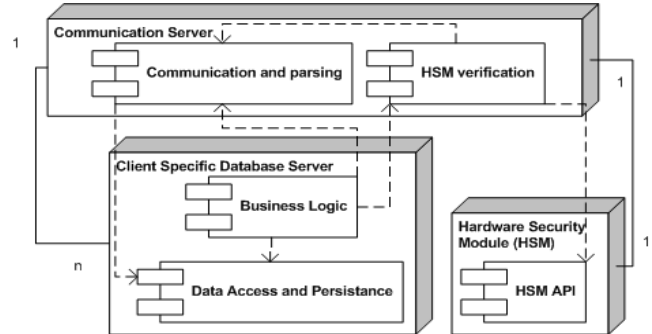 1
Communication Server
Communication and parsing
HSM verification
1
Client Specific Database Server
Business Logic
Hardware Security
Module (HSM)
1
n
Data Access and Persistance
HSM API